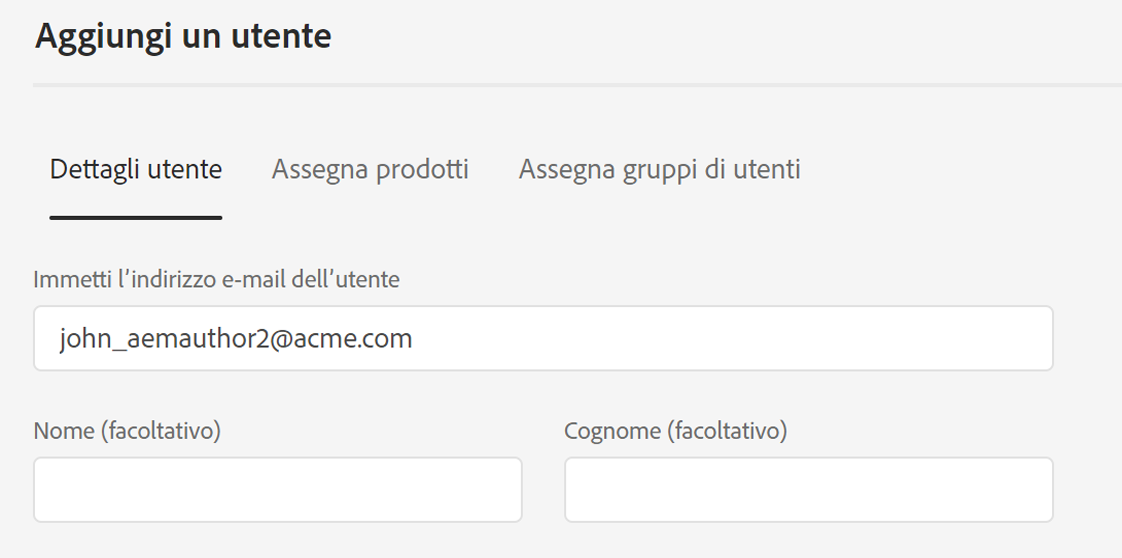 Aggiungi un utente
Dettagli utente Assegna prodotti Assegna gruppi di utenti
Immetti l’indirizzo e-mail dell’utente
john_aemauthor2@acme.com
Nome (facoltativo) Cognome (facoltativo)